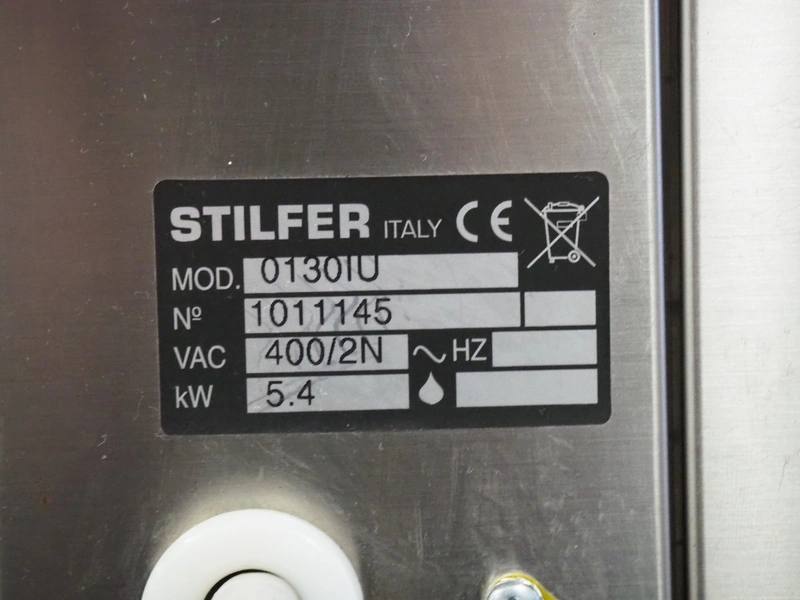 STILFER ITALY CE
MOD. 0130IU
Nº 1011145
VAC 400/2N ~ HZ
kW 5.4